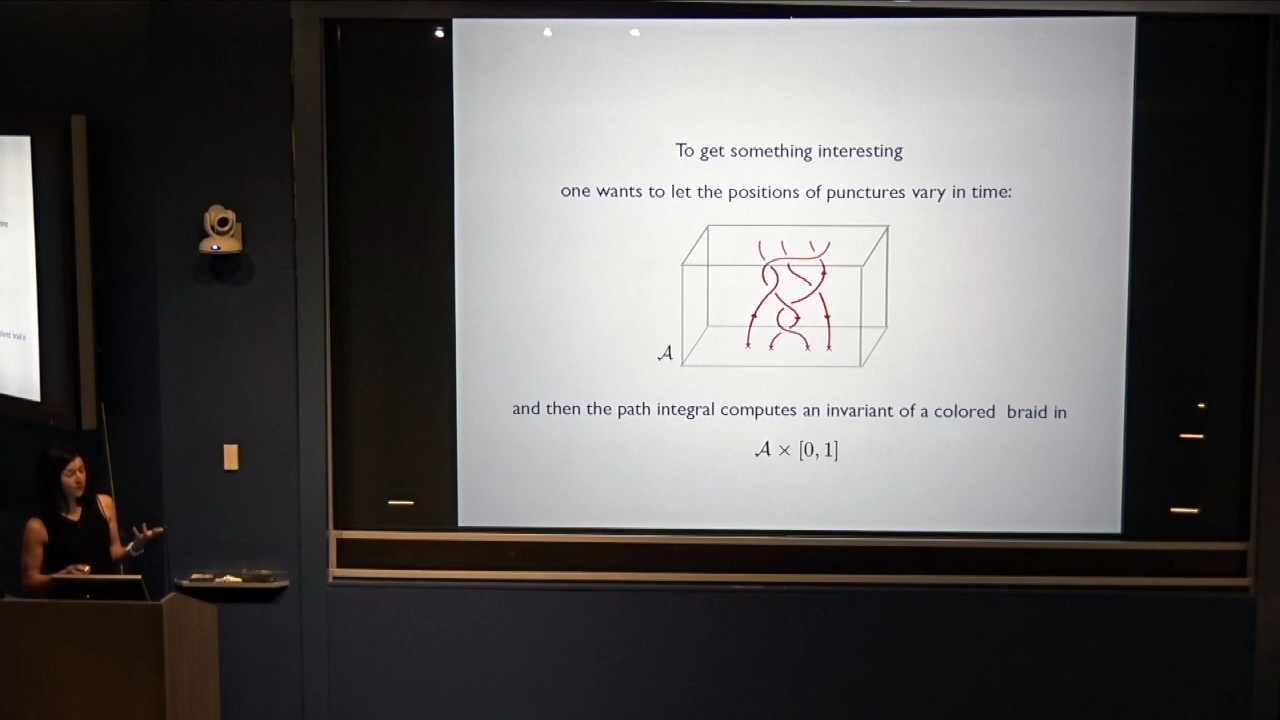 To get something interesting
one wants to let the positions of punctures vary in time:
𝒜
and then the path integral computes an invariant of a colored braid in
𝒜 × [0, 1]